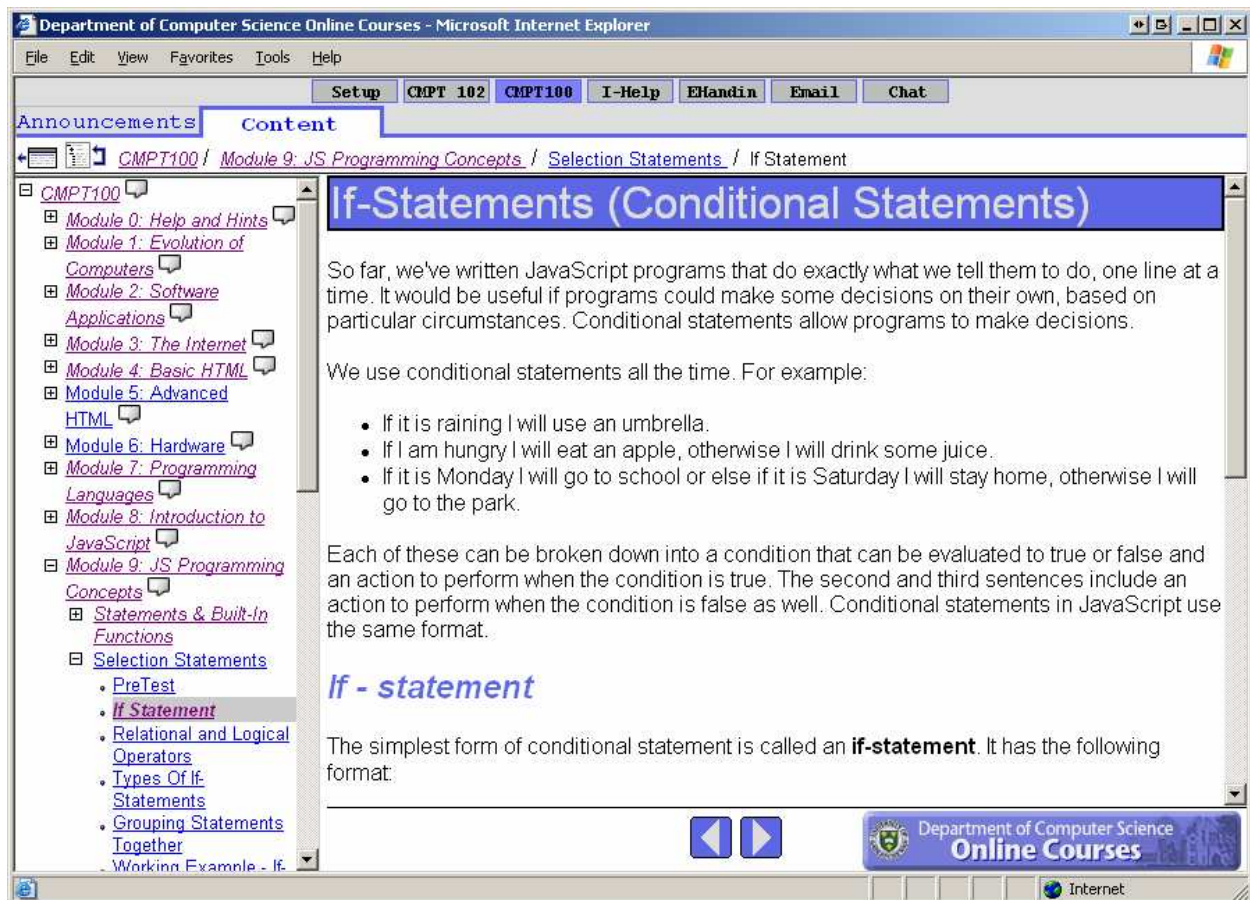 Department of Computer Science Online Courses - Microsoft Internet Explorer
File Edit View Favorites Tools Help
Setup CMPT 102 CMPT100 I-Help EHandin Email Chat
Announcements Content
CMPT100 / Module 9: JS Programming Concepts / Selection Statements / If Statement
CMPT100
Module 0: Help and Hints
Module 1: Evolution of
Computers
Module 2: Software
Applications
Module 3: The Internet
Module 4: Basic HTML
Module 5: Advanced
HTML
Module 6: Hardware
Module 7: Programming
Languages
Module 8: Introduction to
JavaScript
Module 9: JS Programming
Concepts
Statements & Built-In
Functions
Selection Statements
PreTest
If Statement
Relational and Logical
Operators
Types Of If-
Statements
Grouping Statements
Together
Working Example - If-
If-Statements (Conditional Statements)
So far, we've written JavaScript programs that do exactly what we tell them to do, one line at a
time. It would be useful if programs could make some decisions on their own, based on
particular circumstances. Conditional statements allow programs to make decisions.
We use conditional statements all the time. For example:
• If it is raining I will use an umbrella.
• If I am hungry I will eat an apple, otherwise I will drink some juice.
• If it is Monday I will go to school or else if it is Saturday I will stay home, otherwise I will
go to the park.
Each of these can be broken down into a condition that can be evaluated to true or false and
an action to perform when the condition is true. The second and third sentences include an
action to perform when the condition is false as well. Conditional statements in JavaScript use
the same format.
If - statement
The simplest form of conditional statement is called an if-statement. It has the following
format:
Department of Computer Science
Online Courses
Internet